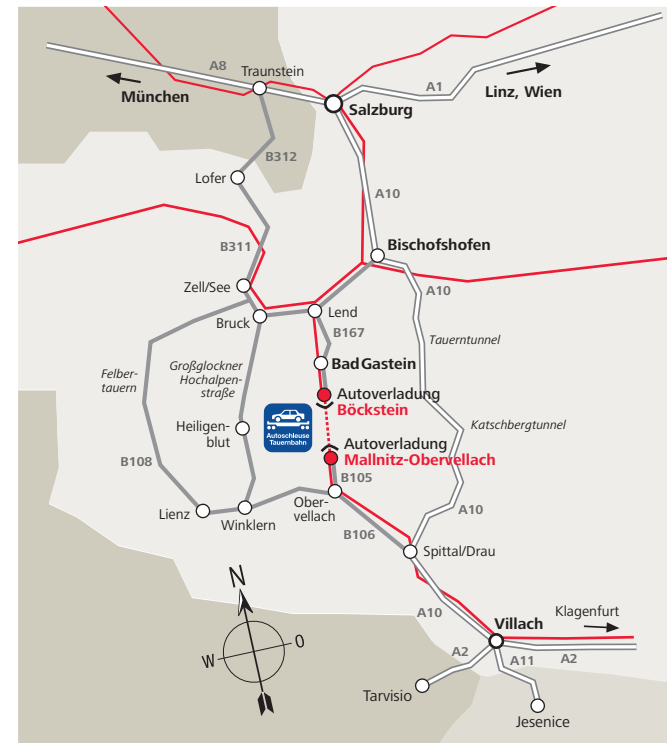 A8
Traunstein
München
A1
Linz, Wien
Salzburg
B312
Lofer
A10
B311
Bischofshofen
Zell/See
A10
Bruck
Lend
B167
Tauerntunnel
Felber-
tauern
Großglockner
Hochalpen-
straße
Bad Gastein
Autoverladung
Böckstein
Autoschleuse
Tauernbahn
Heiligen-
blut
Katschbergtunnel
Autoverladung
Mallnitz-Obervellach
B108
B105
Lienz
Winklern
Ober-
vellach
A10
B106
Spittal/Drau
N
W
O
A10
Klagenfurt
Villach
A2
A11
A2
Tarvisio
Jesenice